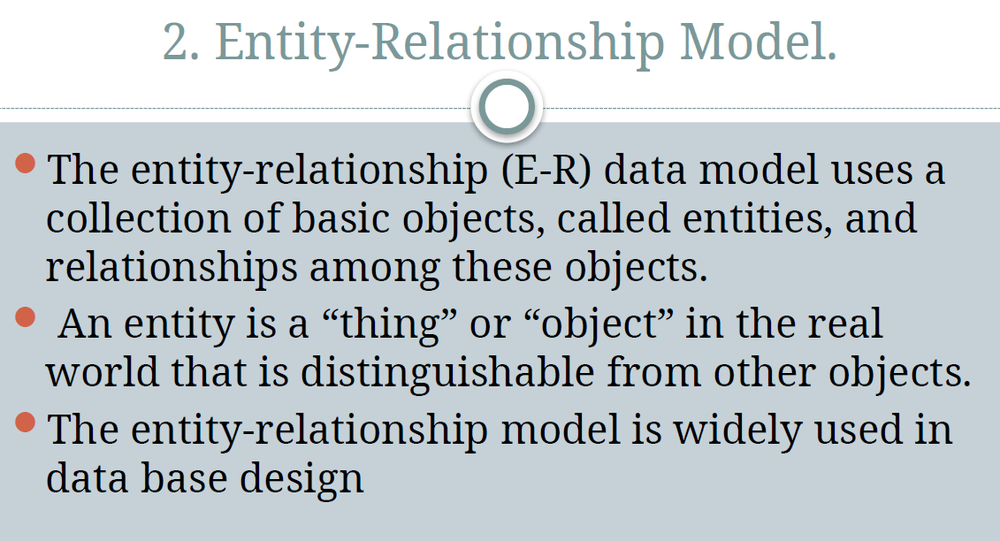 2. Entity-Relationship Model.
The entity-relationship (E-R) data model uses a
collection of basic objects, called entities, and
relationships among these objects.
An entity is a “thing” or “object” in the real
world that is distinguishable from other objects.
The entity-relationship model is widely used in
data base design